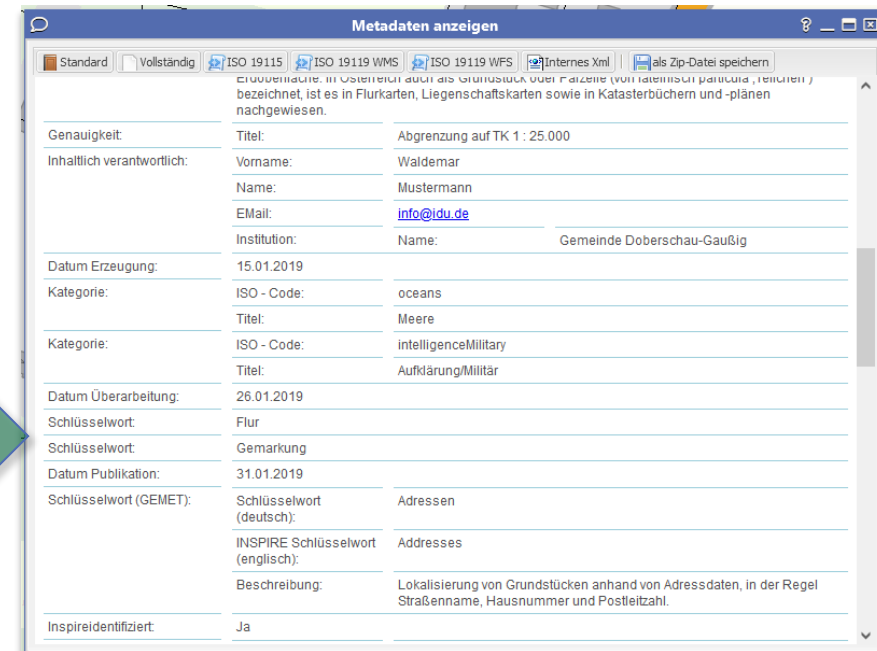 Metadaten anzeigen
Standard Vollständig ISO 19115 ISO 19119 WMS ISO 19119 WFS Internes Xml als Zip-Datei speichern
Erdoberfläche. In Österreich auch als Grundstück oder Parzelle (von lateinisch particula
bezeichnet, ist es in Flurkarten, Liegenschaftskarten sowie in Katasterbüchern und -plänen
nachgewiesen.
Genauigkeit: Titel: Abgrenzung auf TK 1 : 25.000
Inhaltlich verantwortlich: Vorname: Waldemar
Name: Mustermann
EMail: info@idu.de
Institution: Name: Gemeinde Doberschau-Gaußig
Datum Erzeugung: 15.01.2019
Kategorie: ISO - Code: oceans
Titel: Meere
Kategorie: ISO - Code: intelligenceMilitary
Titel: Aufklärung/Militär
Datum Überarbeitung: 26.01.2019
Schlüsselwort: Flur
Schlüsselwort: Gemarkung
Datum Publikation: 31.01.2019
Schlüsselwort (GEMET): Schlüsselwort Adressen
(deutsch):
INSPIRE Schlüsselwort Addresses
(englisch):
Beschreibung: Lokalisierung von Grundstücken anhand von Adressdaten, in der Regel
Straßenname, Hausnummer und Postleitzahl.
Inspireidentifiziert: Ja